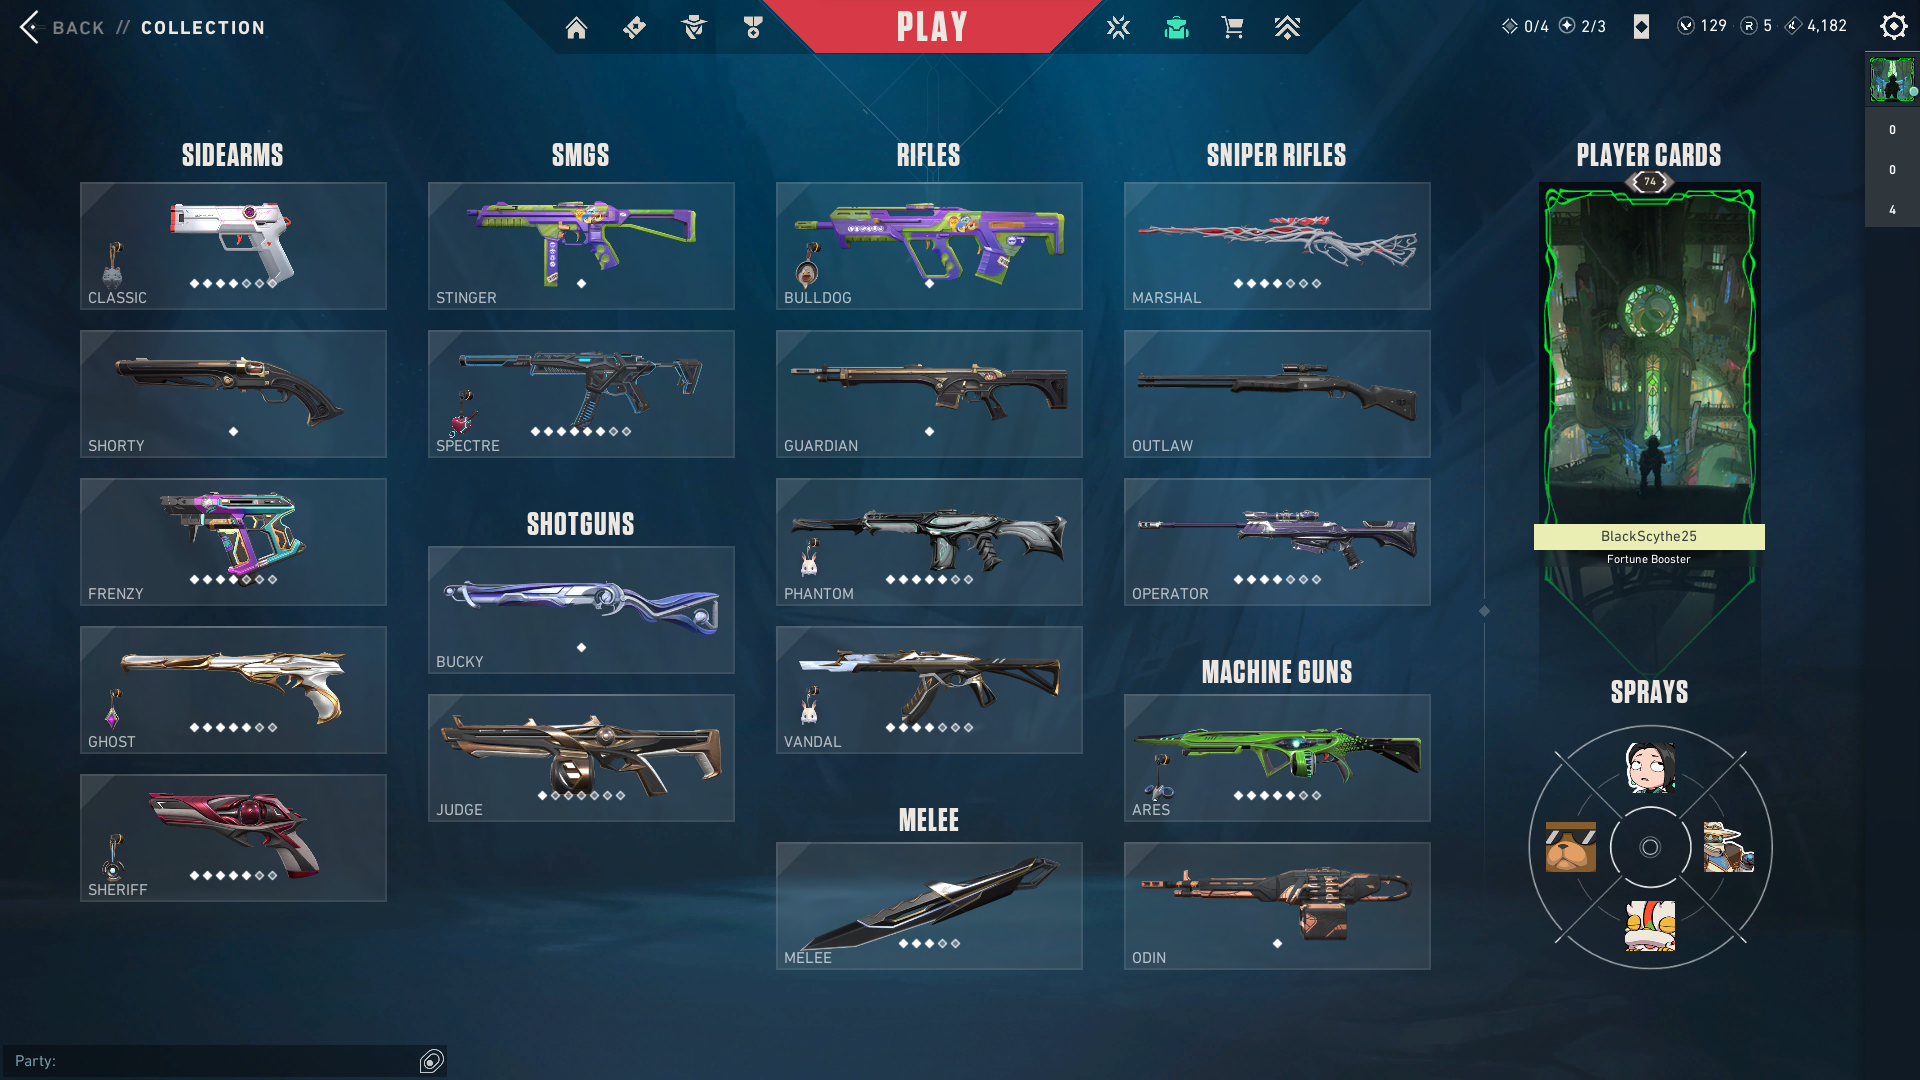 BACK // COLLECTION
PLAY
0/4 2/3 129 5 4,182
0
0
4
SIDEARMS
CLASSIC
SHORTY
FRENZY
GHOST
SHERIFF
SMGS
STINGER
SPECTRE
SHOTGUNS
BUCKY
JUDGE
RIFLES
BULLDOG
GUARDIAN
PHANTOM
VANDAL
MELEE
MELEE
SNIPER RIFLES
MARSHAL
OUTLAW
OPERATOR
MACHINE GUNS
ARES
ODIN
PLAYER CARDS
74
BlackScythe25
Fortune Booster
SPRAYS
Party: